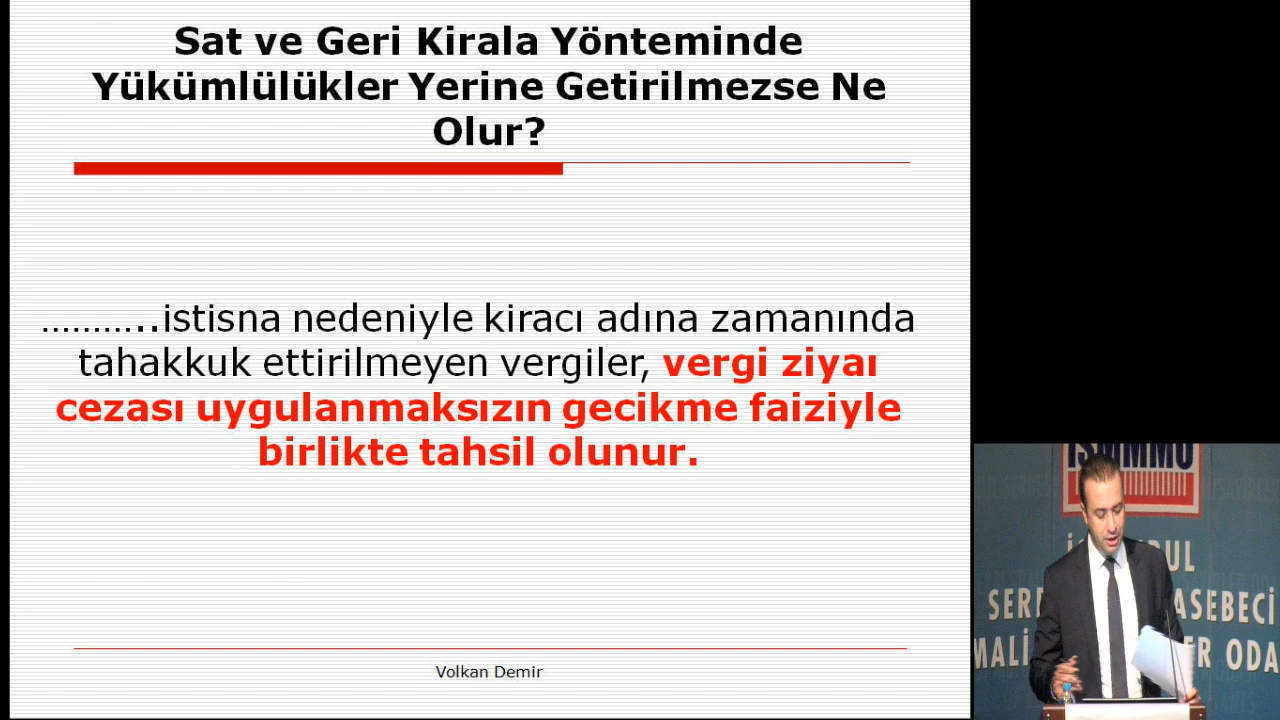 Sat ve Geri Kirala Yönteminde
Yükümlülükler Yerine Getirilmezse Ne
Olur?
………..istisna nedeniyle kiracı adına zamanında
tahakkuk ettirilmeyen vergiler, vergi ziyaı
cezası uygulanmaksızın gecikme faiziyle
birlikte tahsil olunur.
Volkan Demir
İSMMMO
MALİ
ODA